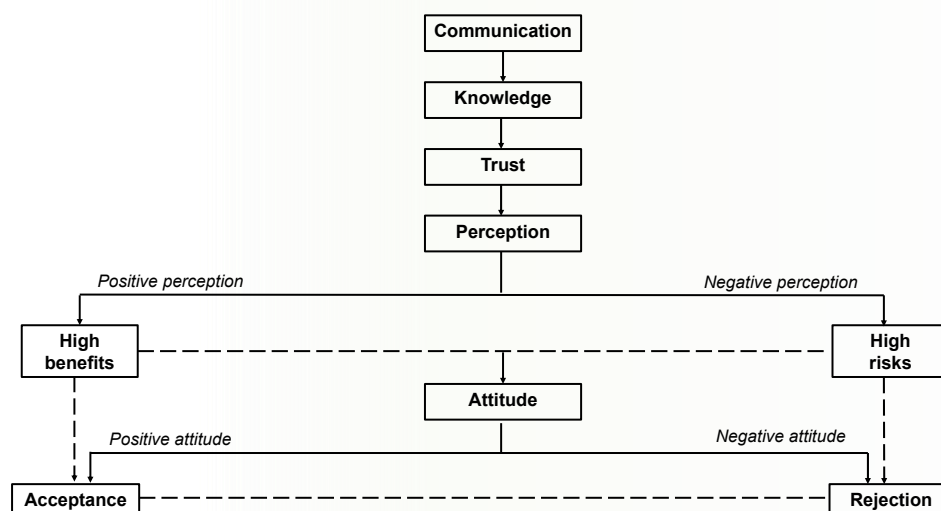 Communication
Knowledge
Trust
Perception
Positive perception
Negative perception
High
benefits
High
risks
Attitude
Positive attitude
Negative attitude
Acceptance
Rejection